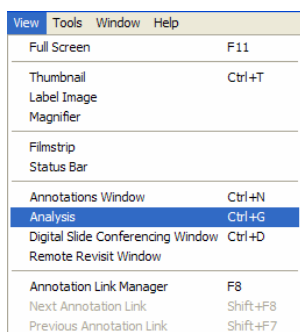 View Tools Window Help
Full Screen F11
Thumbnail Ctrl+T
Label Image
Magnifier
Filmstrip
Status Bar
Annotations Window Ctrl+N
Analysis Ctrl+G
Digital Slide Conferencing Window Ctrl+D
Remote Revisit Window
Annotation Link Manager F8
Next Annotation Link Shift+F8
Previous Annotation Link Shift+F7